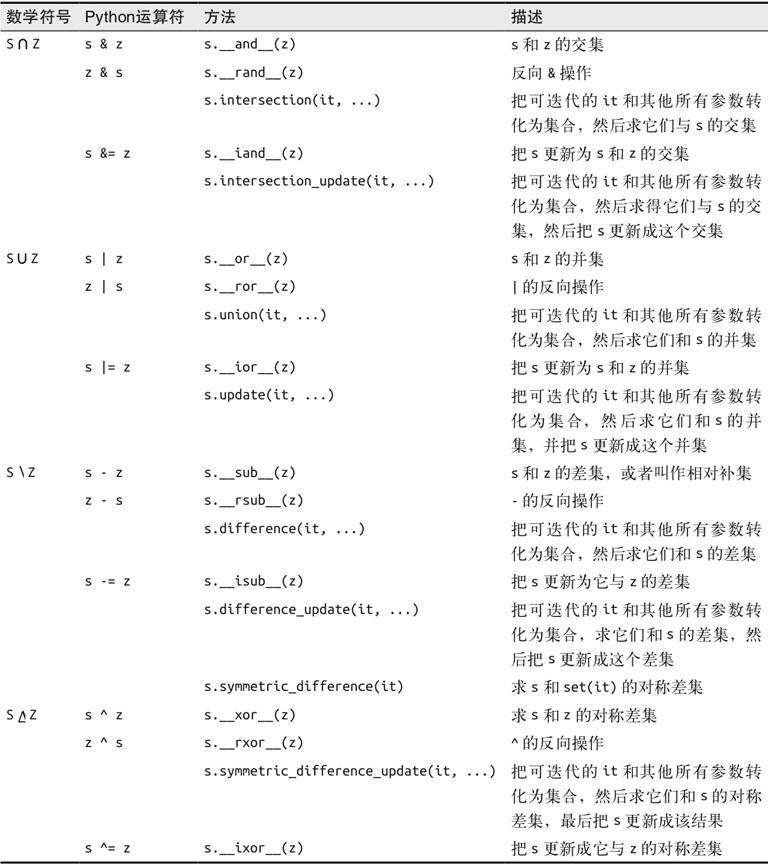 数学符号 Python运算符 方法 描述
S ∩ Z s & z s.__and__(z) s 和 z 的交集
z & s s.__rand__(z) 反向 & 操作
s.intersection(it, ...) 把可迭代的 it 和其他所有参数转
化为集合，然后求它们与 s 的交集
s &= z s.__iand__(z) 把 s 更新为 s 和 z 的交集
s.intersection_update(it, ...) 把可迭代的 it 和其他所有参数转
化为集合，然后求得它们与 s 的交
集，然后把 s 更新成这个交集
S ∪ Z s | z s.__or__(z) s 和 z 的并集
z | s s.__ror__(z) | 的反向操作
s.union(it, ...) 把可迭代的 it 和其他所有参数转
化为集合，然后求它们和 s 的并集
s |= z s.__ior__(z) 把 s 更新为 s 和 z 的并集
s.update(it, ...) 把可迭代的 it 和其他所有参数转
化为集合，然后求它们和 s 的并
集，并把 s 更新成这个并集
S \ Z s - z s.__sub__(z) s 和 z 的差集，或者叫作相对补集
z - s s.__rsub__(z) - 的反向操作
s.difference(it, ...) 把可迭代的 it 和其他所有参数转
化为集合，然后求它们和 s 的差集
s -= z s.__isub__(z) 把 s 更新为它与 z 的差集
s.difference_update(it, ...) 把可迭代的 it 和其他所有参数转
化为集合，求它们和 s 的差集，然
后把 s 更新成这个差集
s.symmetric_difference(it) 求 s 和 set(it) 的对称差集
S △ Z s ^ z s.__xor__(z) 求 s 和 z 的对称差集
z ^ s s.__rxor__(z) ^ 的反向操作
s.symmetric_difference_update(it, ...) 把可迭代的 it 和其他所有参数转
化为集合，然后求它们和 s 的对称
差集，最后把 s 更新成该结果
s ^= z s.__ixor__(z) 把 s 更新成它与 z 的对称差集